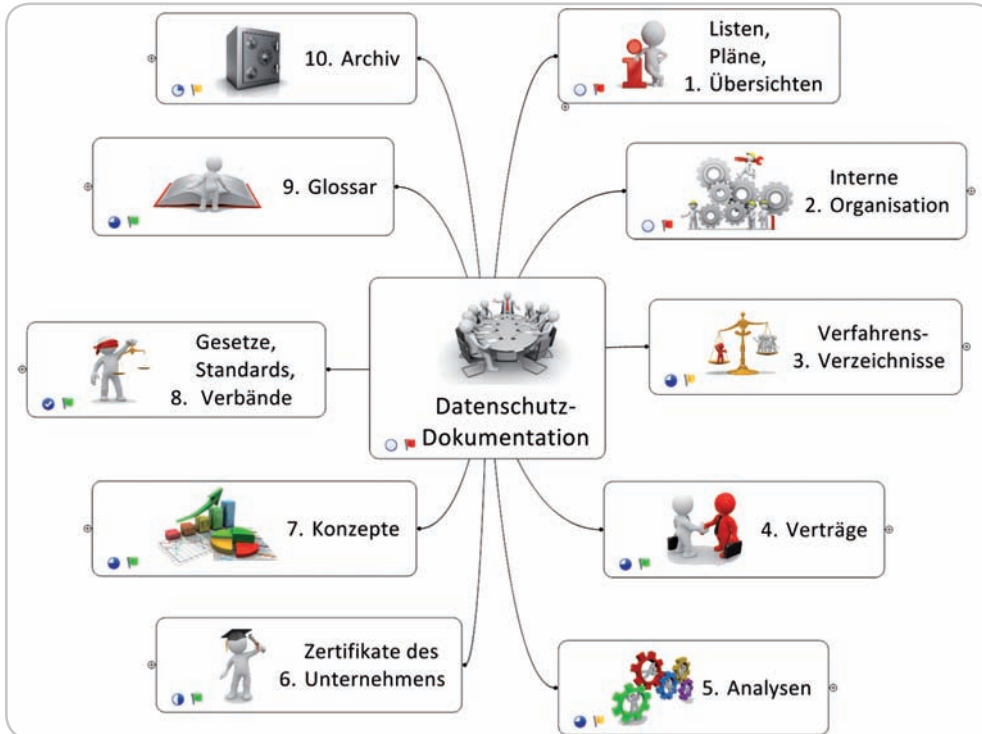 Datenschutz-
Dokumentation
Listen,
Pläne,
1. Übersichten
Interne
2. Organisation
Verfahrens-
3. Verzeichnisse
4. Verträge
5. Analysen
Zertifikate des
6. Unternehmens
7. Konzepte
Gesetze,
Standards,
8. Verbände
9. Glossar
10. Archiv